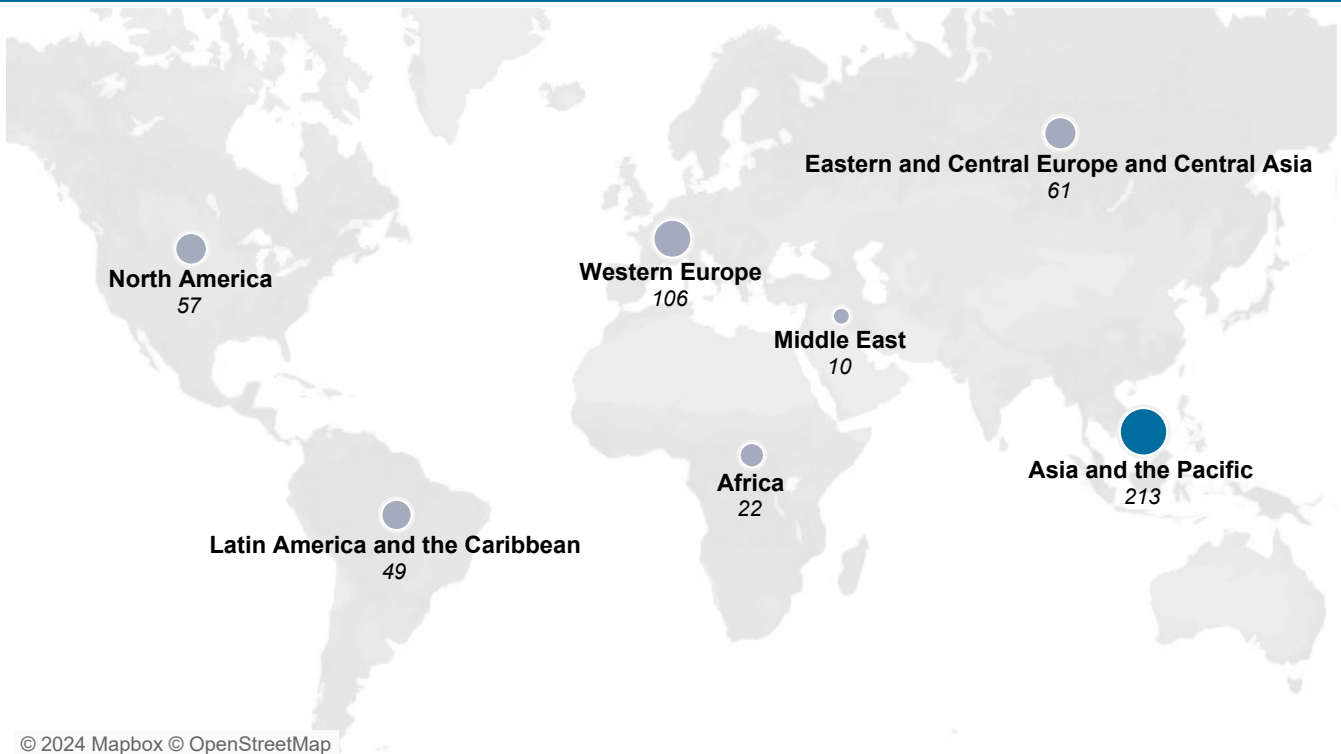 Eastern and Central Europe and Central Asia
61
North America
57
Western Europe
106
Middle East
10
Asia and the Pacific
213
Africa
22
Latin America and the Caribbean
49
© 2024 Mapbox © OpenStreetMap